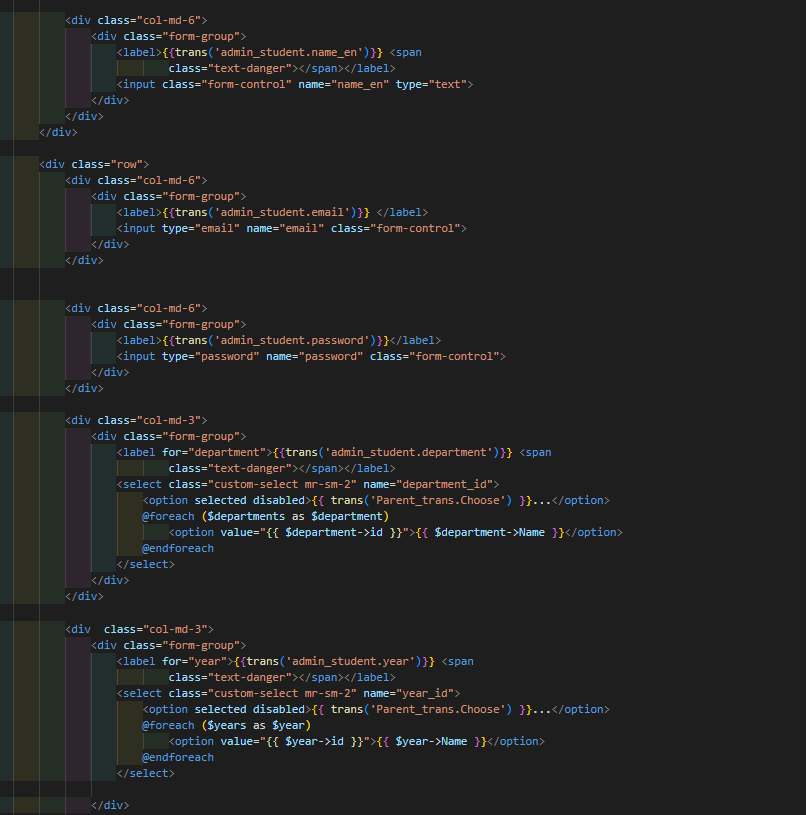 <div class="col-md-6">
<div class="form-group">
<label>{{trans('admin_student.name_en')}} <span
class="text-danger"></span></label>
<input class="form-control" name="name_en" type="text">
</div>
</div>
</div>
<div class="row">
<div class="col-md-6">
<div class="form-group">
<label>{{trans('admin_student.email')}} </label>
<input type="email" name="email" class="form-control">
</div>
</div>
<div class="col-md-6">
<div class="form-group">
<label>{{trans('admin_student.password')}}</label>
<input type="password" name="password" class="form-control">
</div>
</div>
<div class="col-md-3">
<div class="form-group">
<label for="department">{{trans('admin_student.department')}} <span
class="text-danger"></span></label>
<select class="custom-select mr-sm-2" name="department_id">
<option selected disabled>{{ trans('Parent_trans.Choose') }}...</option>
@foreach ($departments as $department)
<option value="{{ $department->id }}">{{ $department->Name }}</option>
@endforeach
</select>
</div>
</div>
<div  class="col-md-3">
<div class="form-group">
<label for="year">{{trans('admin_student.year')}} <span
class="text-danger"></span></label>
<select class="custom-select mr-sm-2" name="year_id">
<option selected disabled>{{ trans('Parent_trans.Choose') }}...</option>
@foreach ($years as $year)
<option value="{{ $year->id }}">{{ $year->Name }}</option>
@endforeach
</select>
</div>